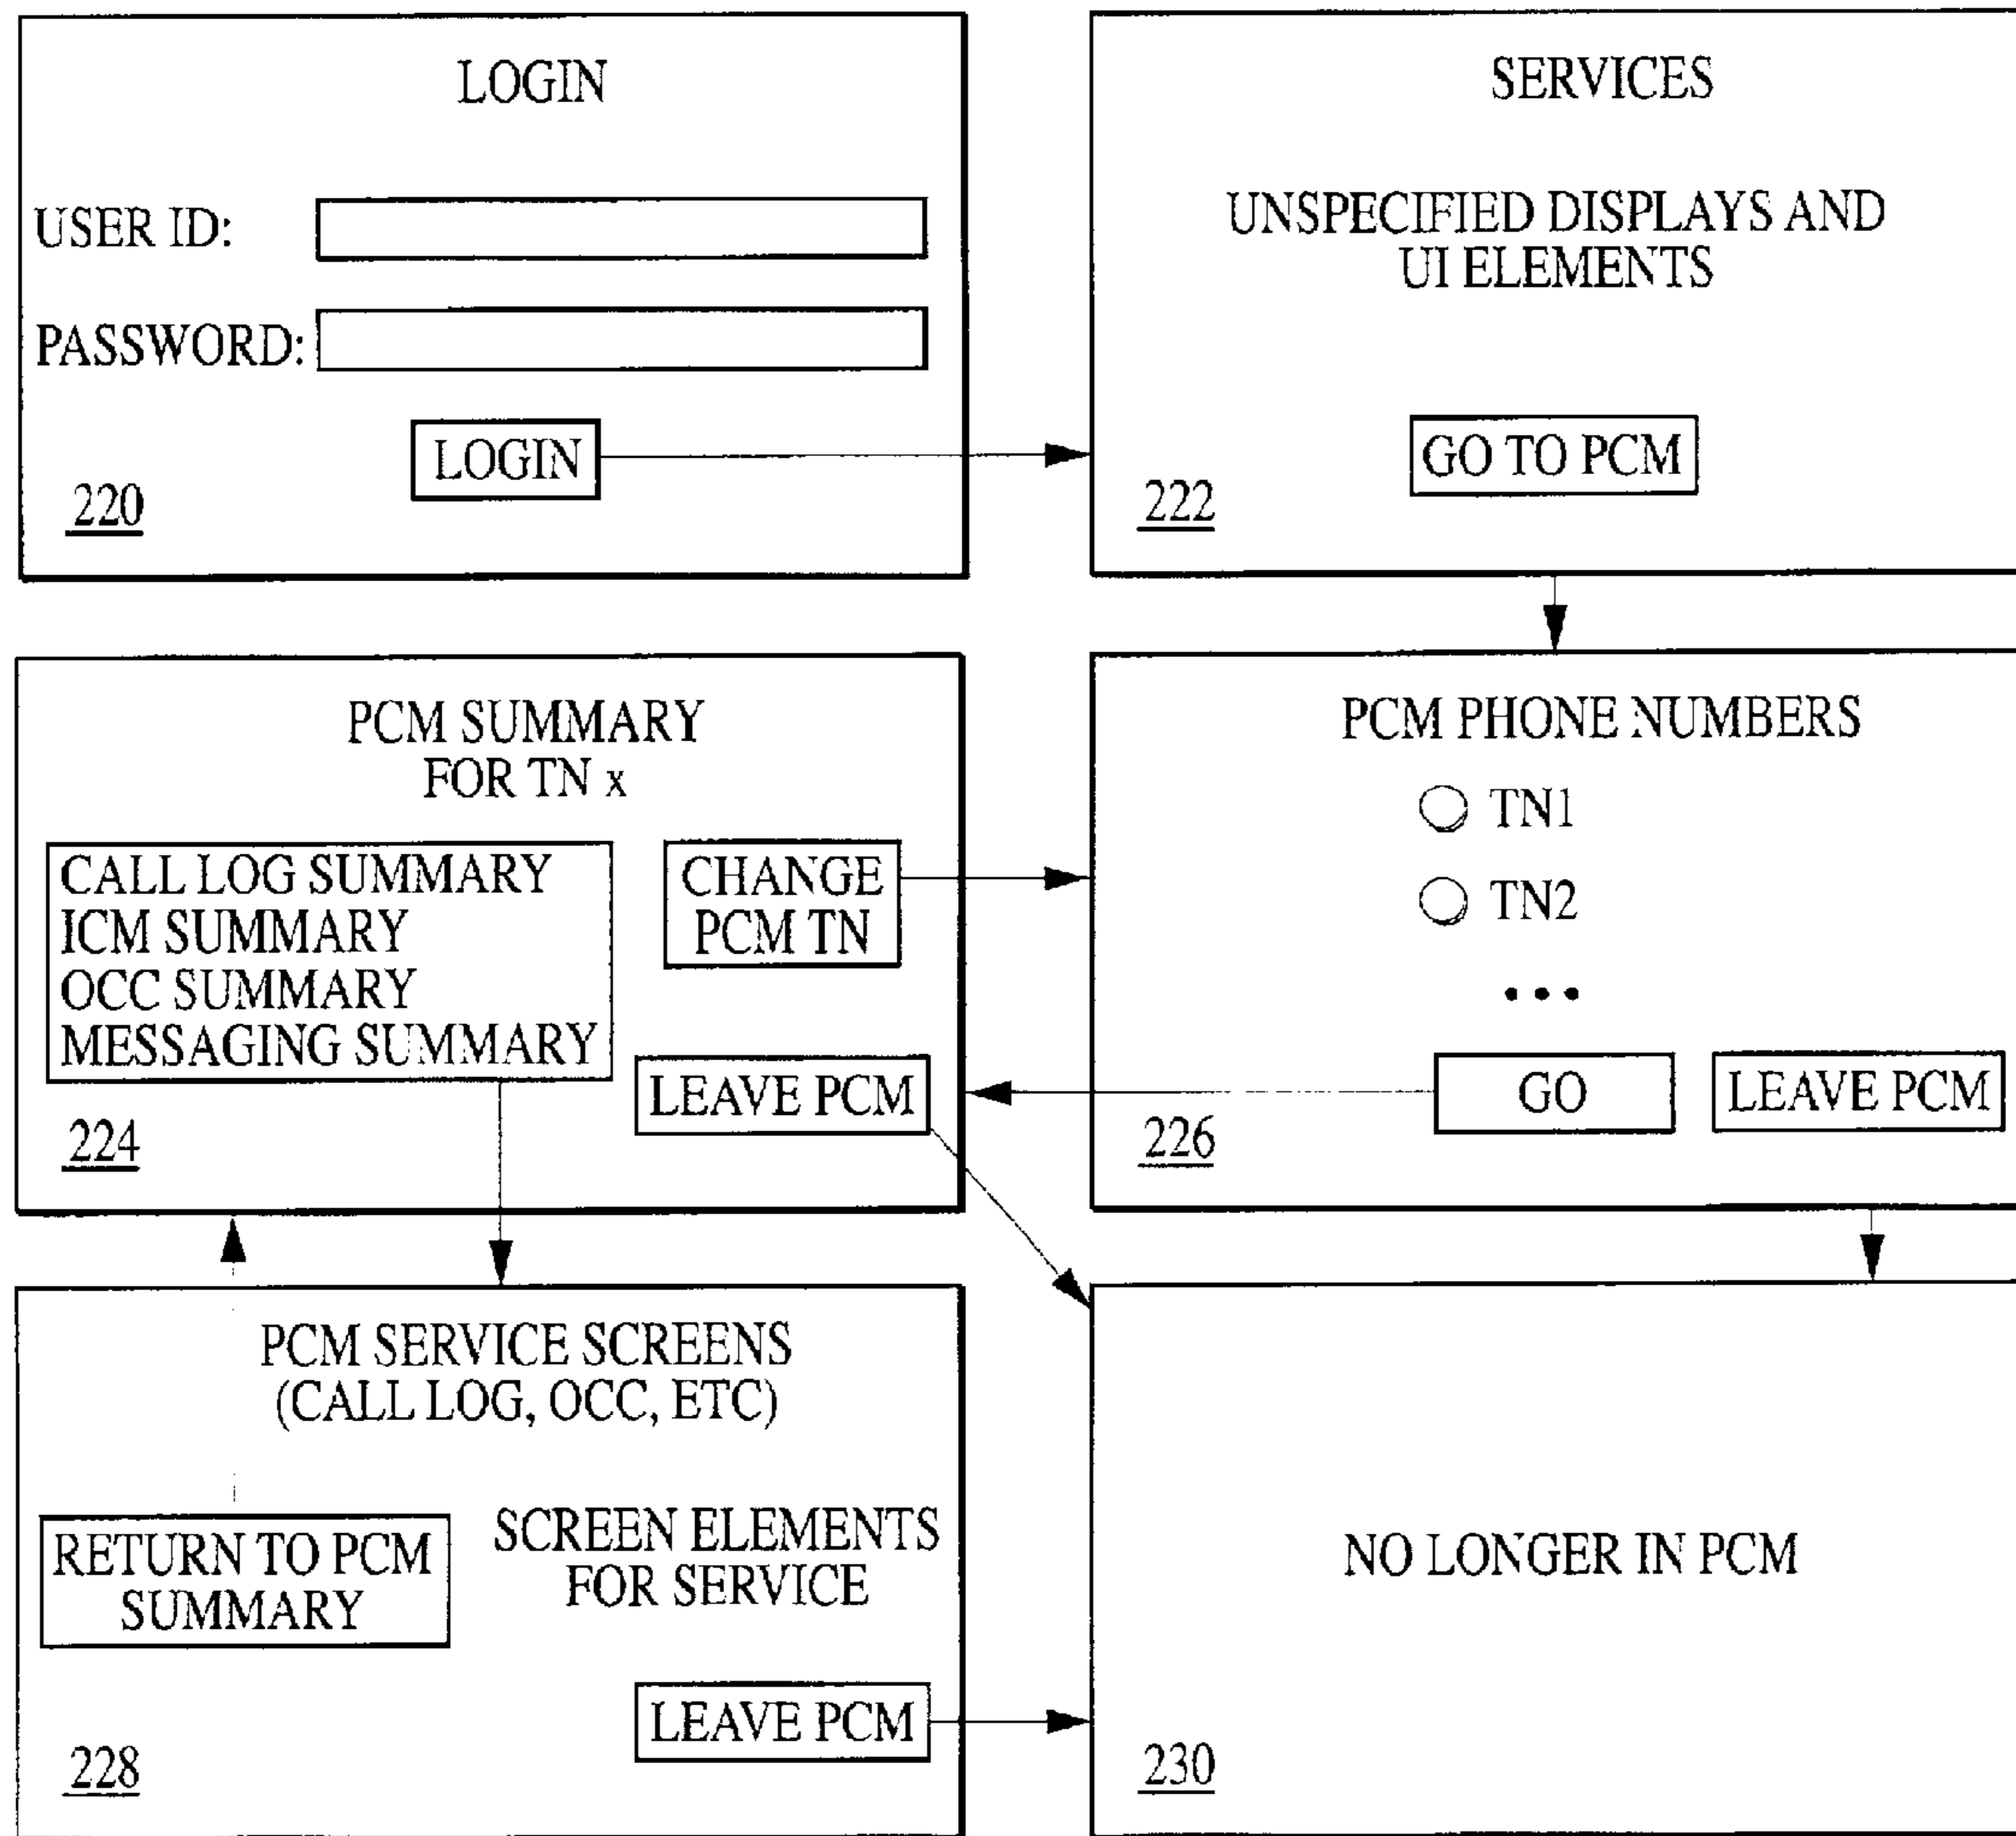 LOGIN
USER ID:
PASSWORD:
LOGIN
220
SERVICES
UNSPECIFIED DISPLAYS AND
UI ELEMENTS
GO TO PCM
222
PCM SUMMARY
FOR TN x
CALL LOG SUMMARY
ICM SUMMARY
OCC SUMMARY
MESSAGING SUMMARY
CHANGE
PCM TN
LEAVE PCM
224
PCM PHONE NUMBERS
TN1
TN2
•••
GO
LEAVE PCM
226
PCM SERVICE SCREENS
(CALL LOG, OCC, ETC)
RETURN TO PCM
SUMMARY
SCREEN ELEMENTS
FOR SERVICE
LEAVE PCM
228
NO LONGER IN PCM
230